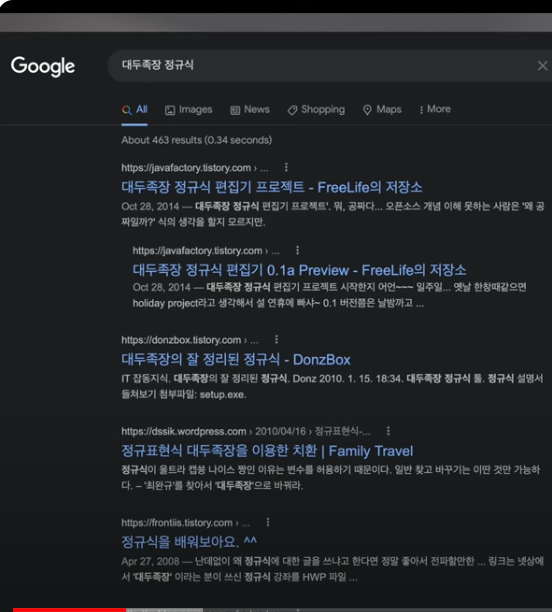 Google
대두족장 정규식
All Images News Shopping Maps More
About 463 results (0.34 seconds)
https://javafactory.tistory.com › ...
대두족장 정규식 편집기 프로젝트 - FreeLife의 저장소
Oct 28, 2014 — 대두족장 정규식 편집기 프로젝트'. 뭐, 공짜다... 오픈소스 개념 이해 못하는 사람은 '왜 공
짜일까?' 식의 생각을 할지 모르지만.
https://javafactory.tistory.com › ...
대두족장 정규식 편집기 0.1a Preview - FreeLife의 저장소
Oct 28, 2014 — 대두족장 정규식 편집기 프로젝트 시작한지 어언~~~ 일주일... 옛날 한창때같으면
holiday project라고 생각해서 설 연휴에 빠샤~ 0.1 버전쯤은 날밤까고 ...
https://donzbox.tistory.com › ...
대두족장의 잘 정리된 정규식 - DonzBox
IT 잡동지식. 대두족장의 잘 정리된 정규식. Donz 2010. 1. 15. 18:34. 대두족장 정규식 틀. 정규식 설명서
들쳐보기 첨부파일: setup.exe.
https://dssik.wordpress.com › 2010/04/16 › 정규표현식-...
정규표현식 대두족장을 이용한 치환 | Family Travel
정규식이 울트라 캡쑝 나이스 짱인 이유는 변수를 허용하기 때문이다. 일반 찾고 바꾸기는 이딴 것만 가능하
다. – '최완규'를 찾아서 '대두족장'으로 바꿔라.
https://frontiis.tistory.com › ...
정규식을 배워보아요. ^^
Apr 27, 2008 — 난데없이 왜 정규식에 대한 글을 쓰냐고 한다면 정말 좋아서 전파할만한 ... 링크는 넷상에
서 '대두족장' 이라는 분이 쓰신 정규식 강좌를 HWP 파일 ...